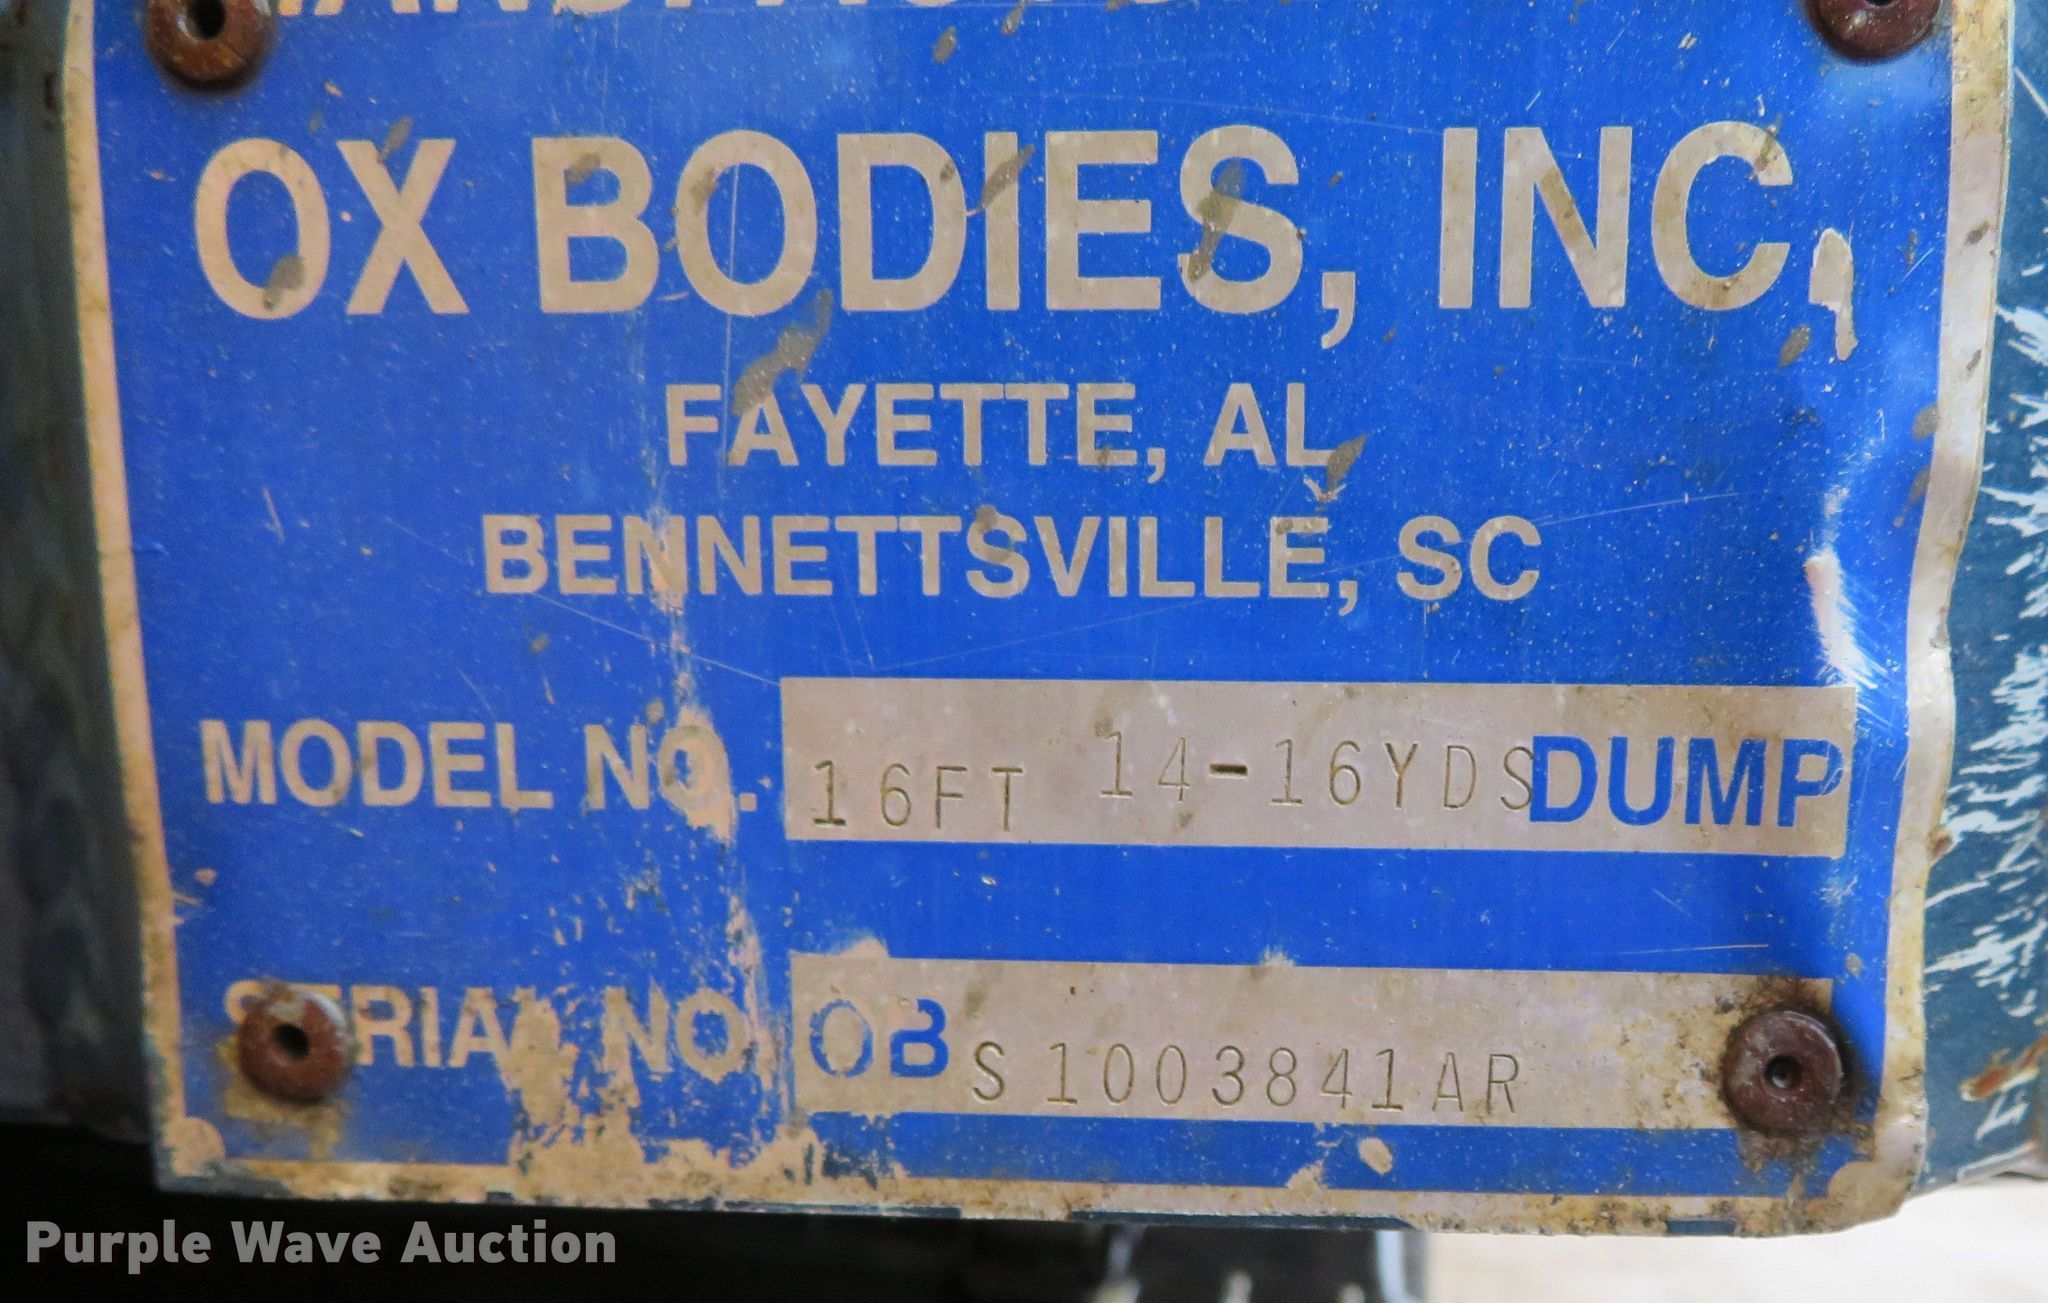 OX BODIES, INC.
FAYETTE, AL
BENNETTSVILLE, SC
MODEL NO. 16FT 14-16YDS DUMP
SERIAL NO. OB S1003841AR
Purple Wave Auction